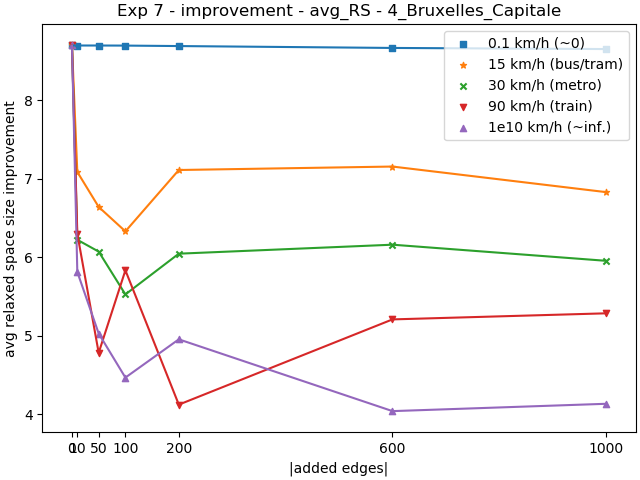 Exp 7 - improvement - avg_RS - 4_Bruxelles_Capitale
0.1 km/h (~0)
15 km/h (bus/tram)
30 km/h (metro)
90 km/h (train)
1e10 km/h (~inf.)
avg relaxed space size improvement
8
7
6
5
4
0 10 50 100 200 600 1000
|added edges|